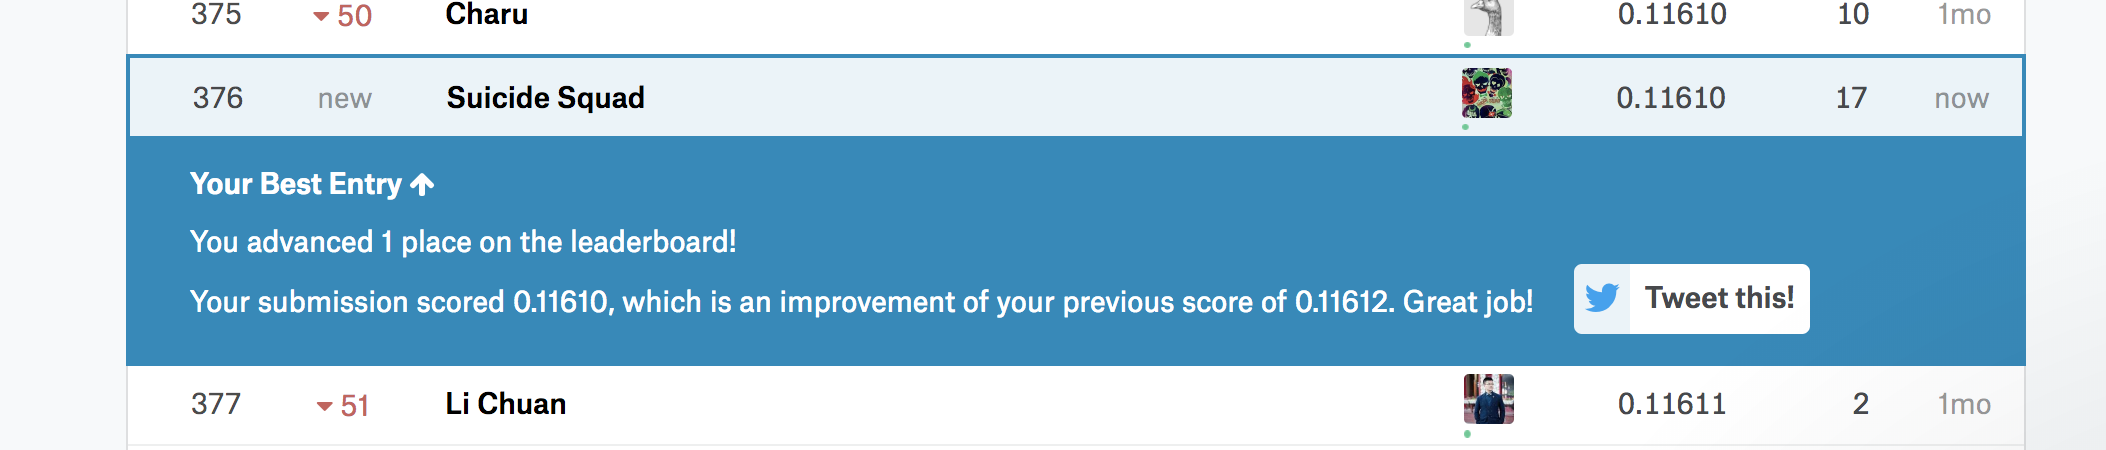 375 50 Charu 0.11610 10 1mo
376 new Suicide Squad 0.11610 17 now
Your Best Entry
You advanced 1 place on the leaderboard!
Your submission scored 0.11610, which is an improvement of your previous score of 0.11612. Great job! Tweet this!
377 51 Li Chuan 0.11611 2 1mo